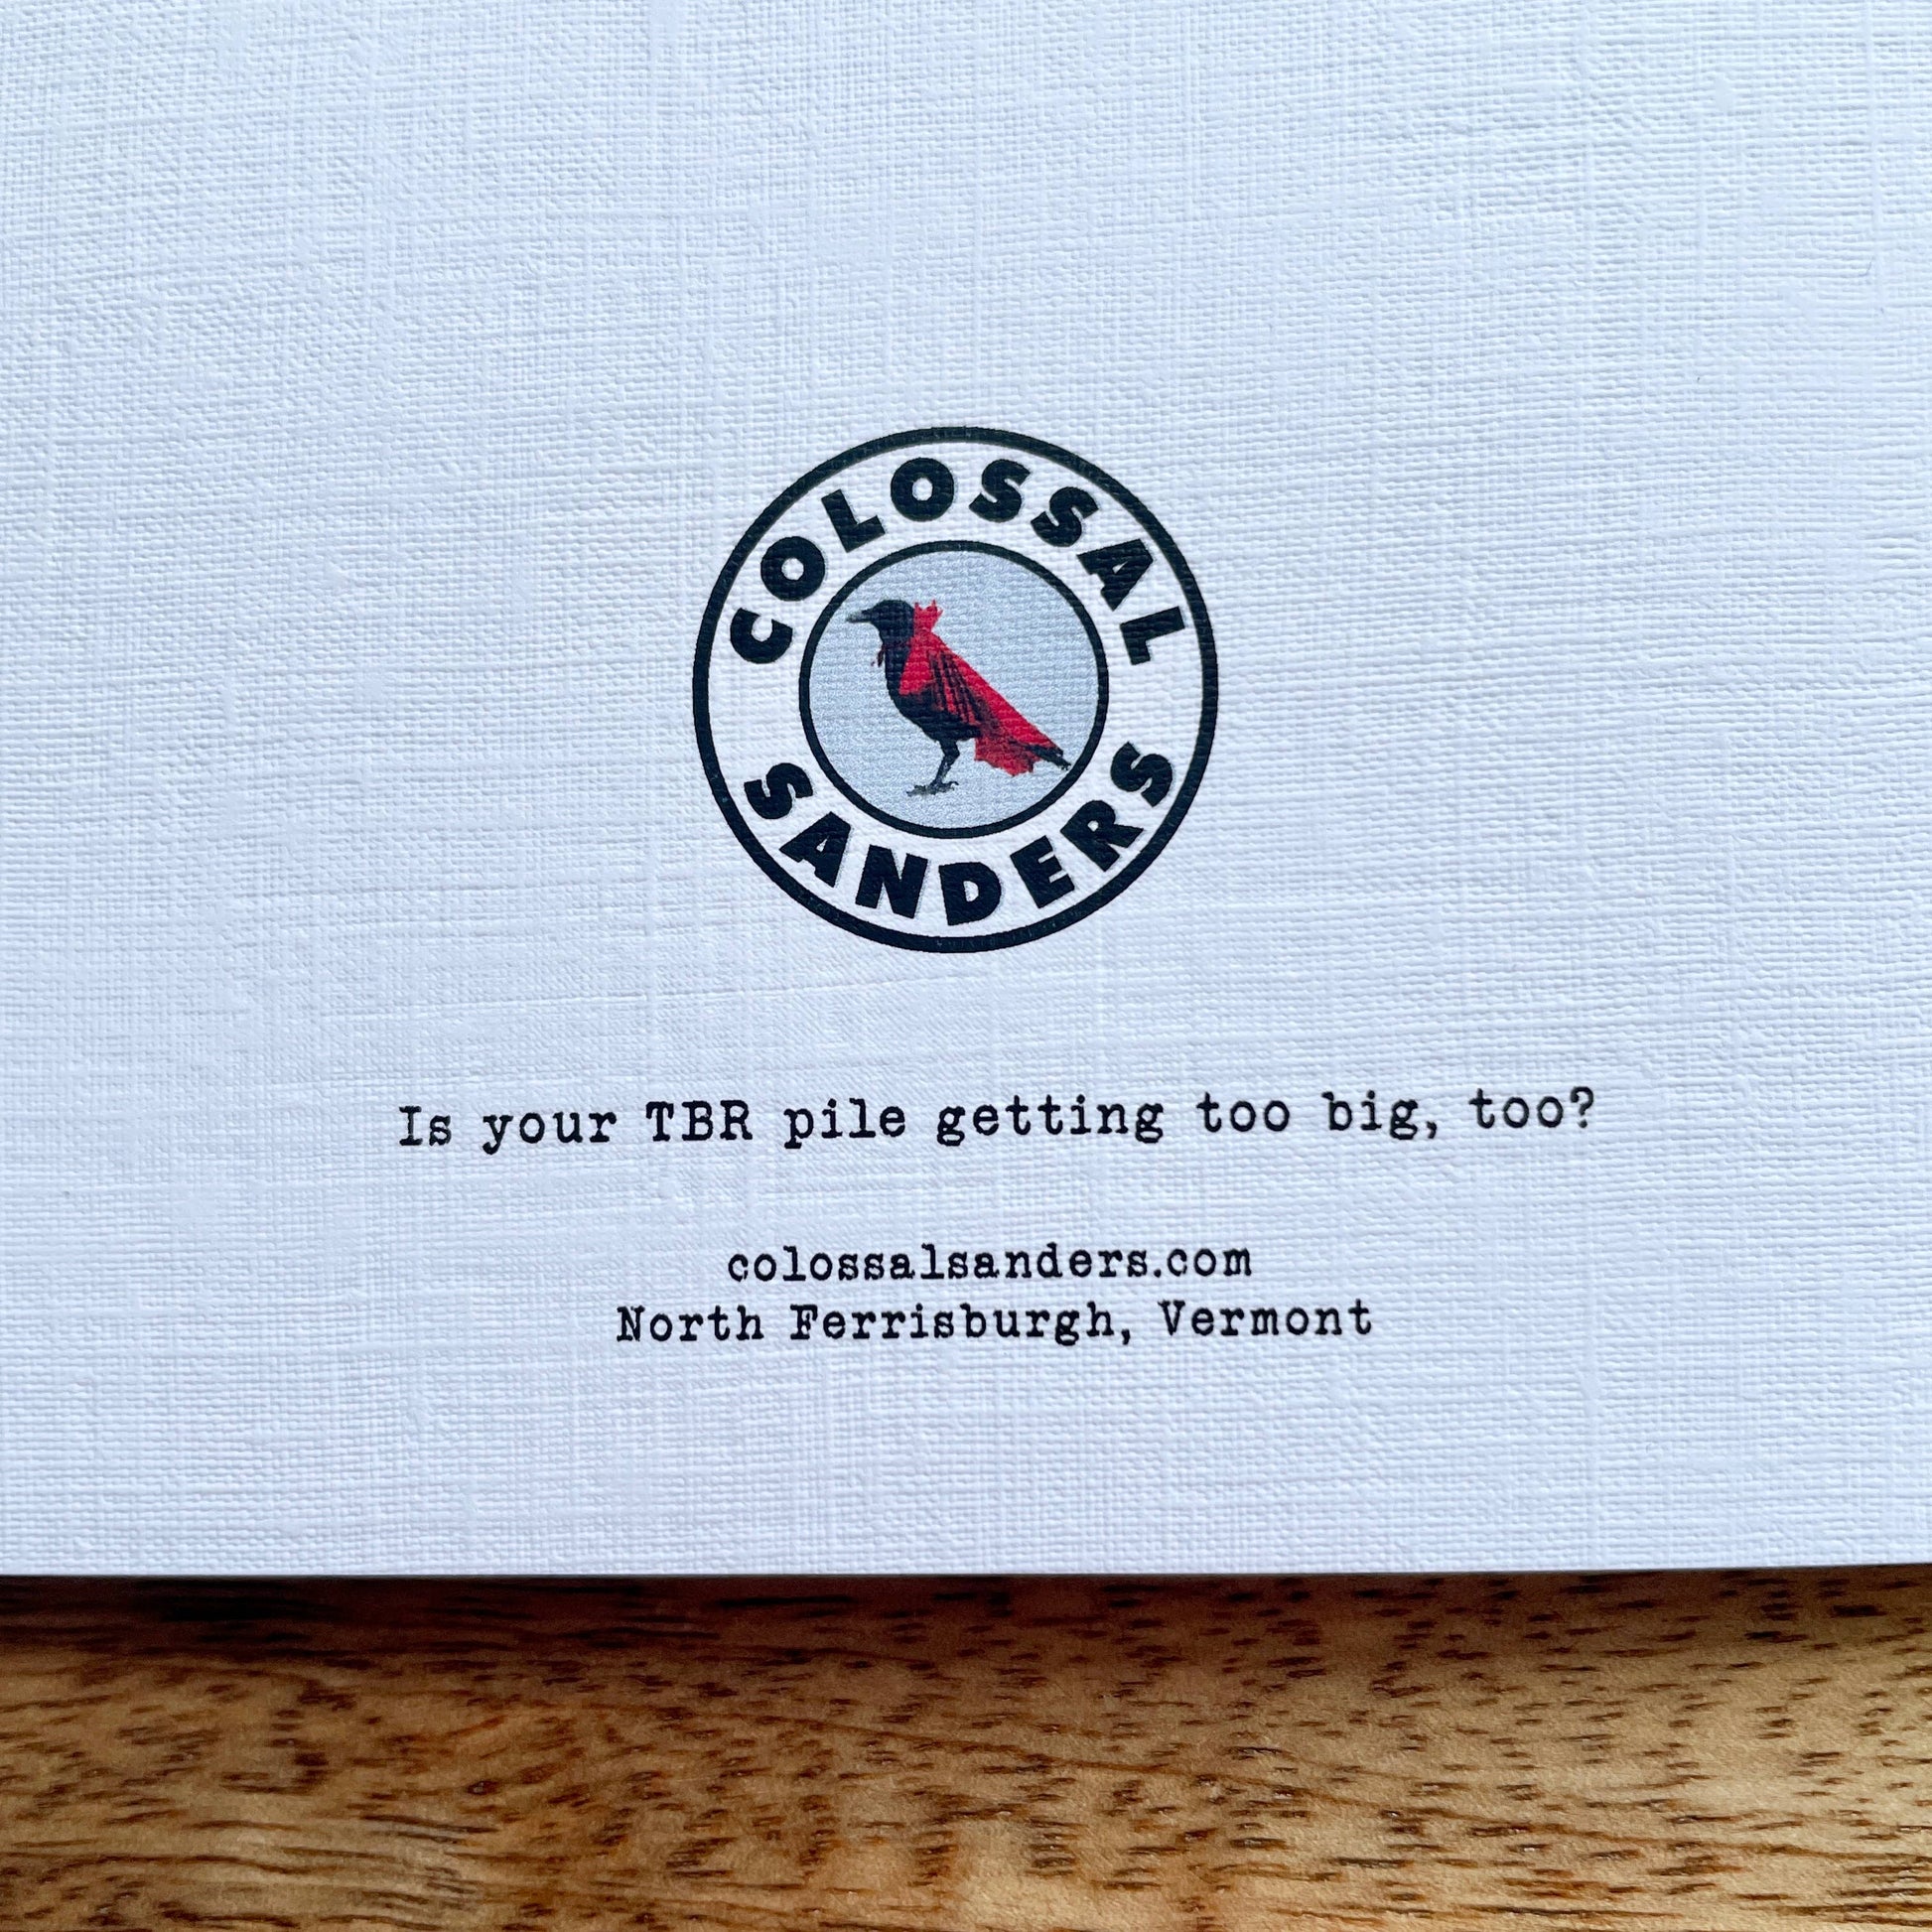 COLOSSAL
SANDERS
Is your TBR pile getting too big, too?
colossalsanders.com
North Ferrisburgh, Vermont